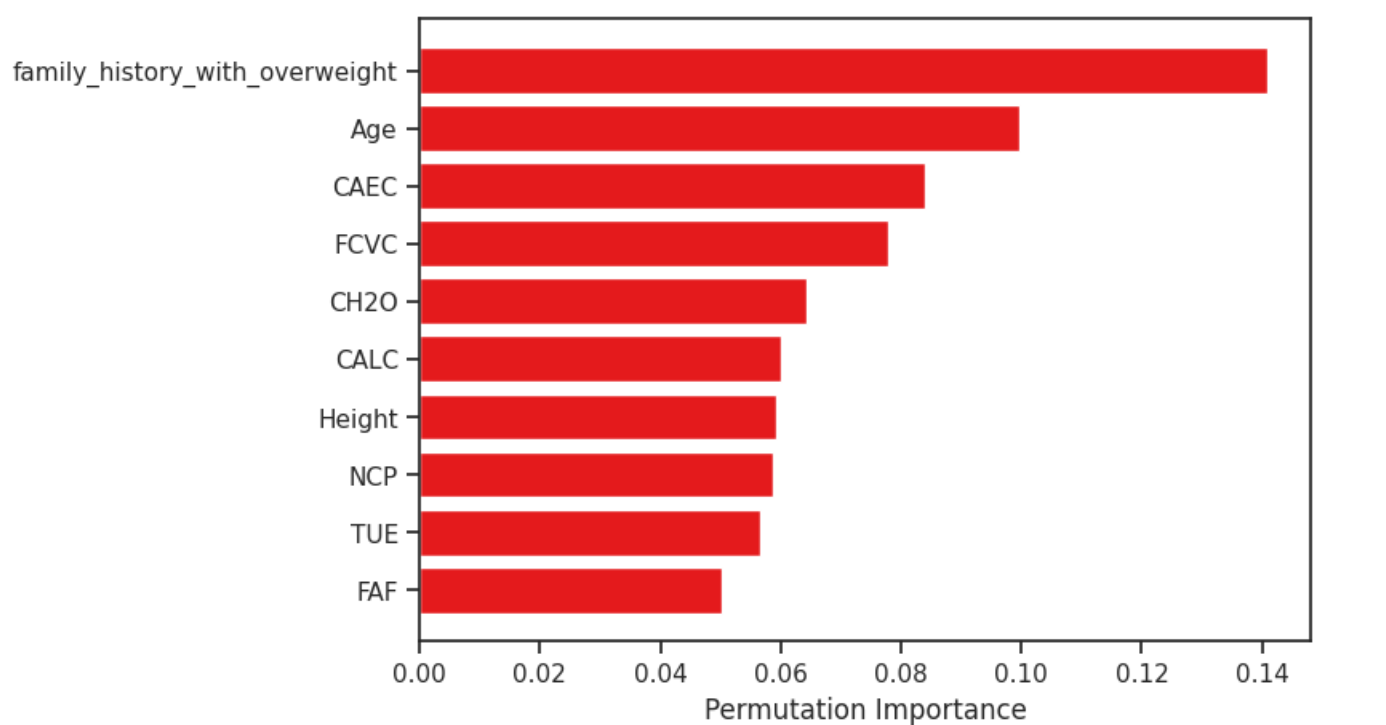 family_history_with_overweight
Age
CAEC
FCVC
CH2O
CALC
Height
NCP
TUE
FAF
0.00 0.02 0.04 0.06 0.08 0.10 0.12 0.14
Permutation Importance